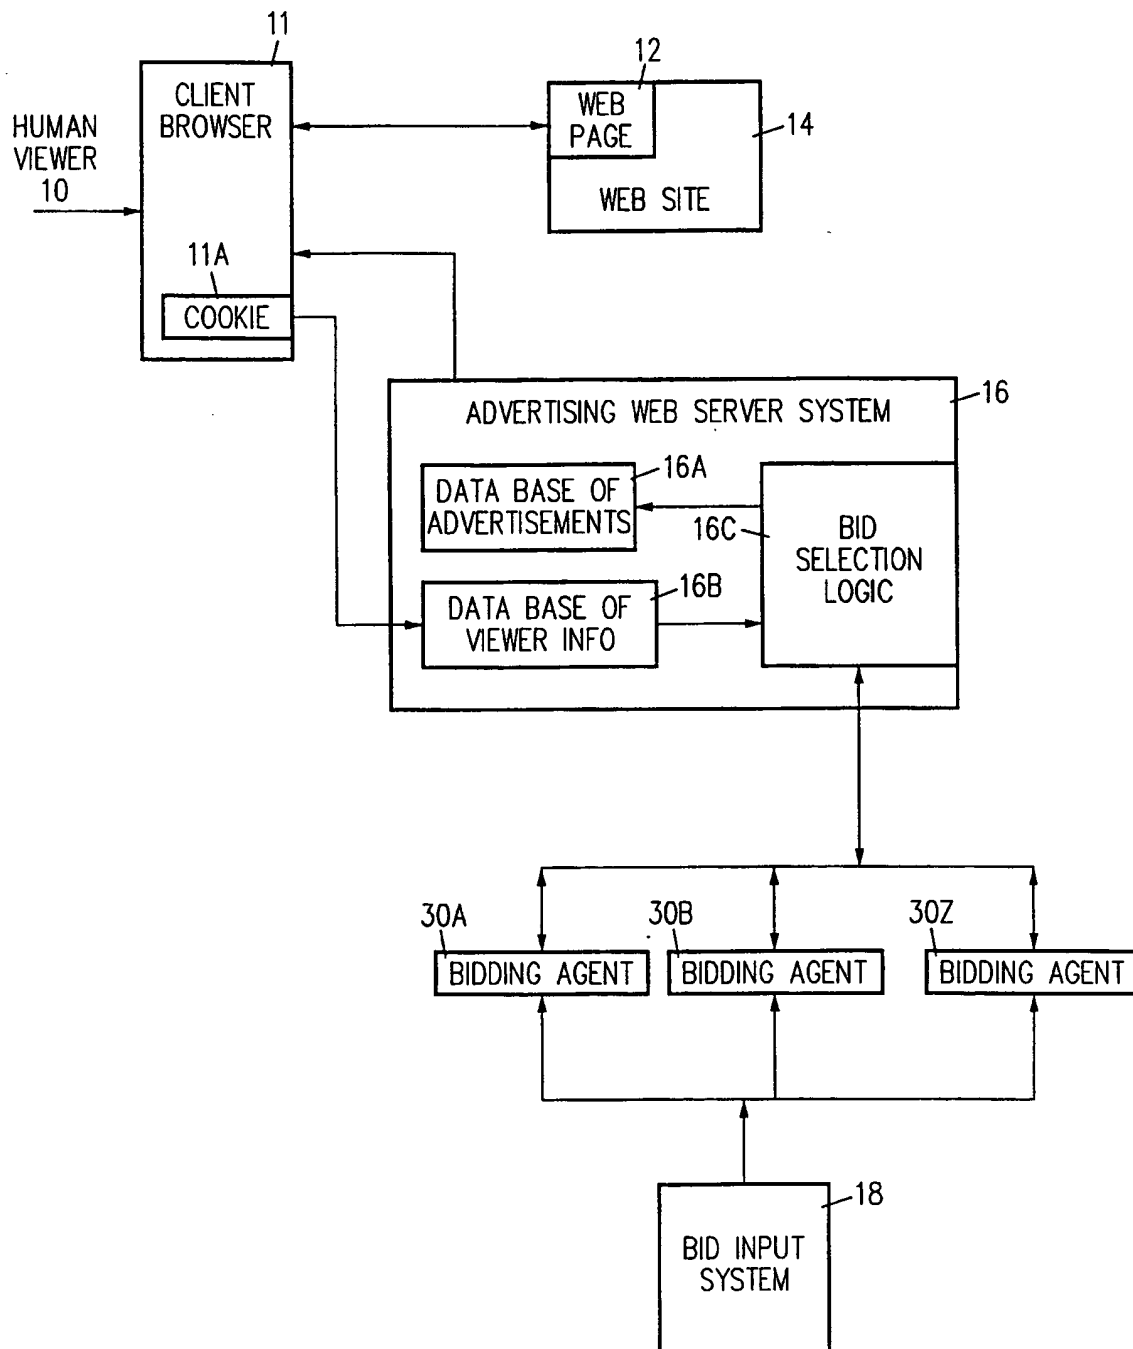 11
CLIENT
BROWSER
HUMAN
VIEWER
10
11A
COOKIE
12
WEB
PAGE
14
WEB SITE
ADVERTISING WEB SERVER SYSTEM
16
DATA BASE OF
ADVERTISEMENTS
16A
16C
BID
SELECTION
LOGIC
DATA BASE OF
VIEWER INFO
16B
30A
BIDDING AGENT
30B
BIDDING AGENT
30Z
BIDDING AGENT
18
BID INPUT
SYSTEM